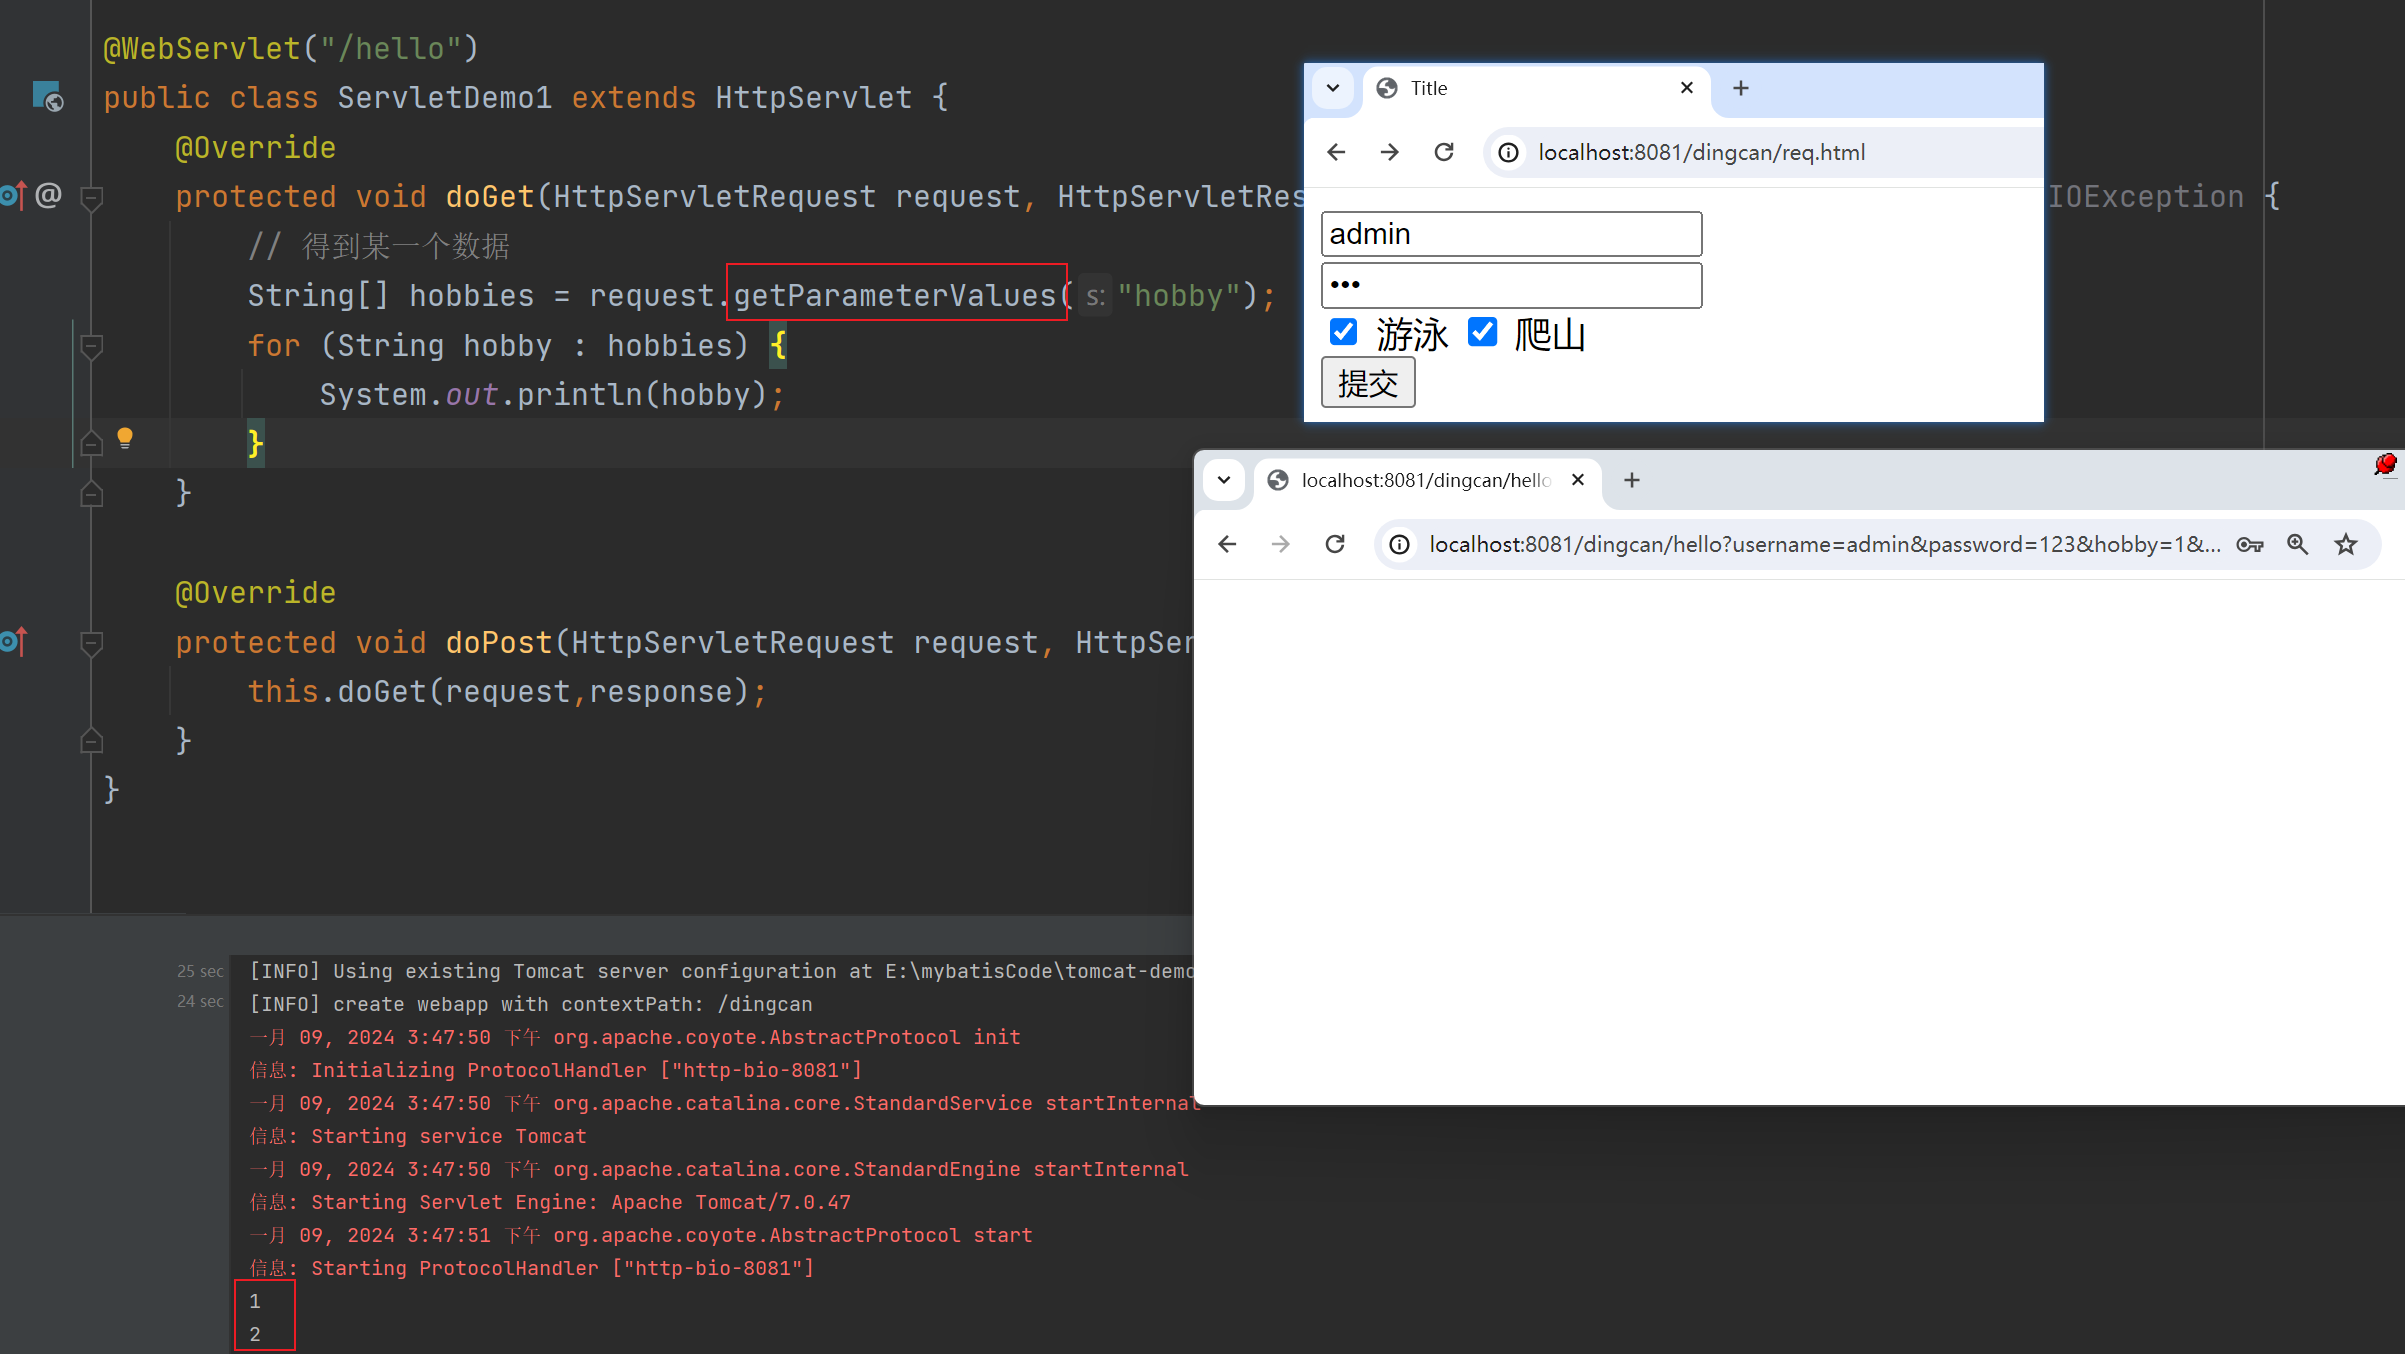 @WebServlet("/hello")
public class ServletDemo1 extends HttpServlet {
@Override
protected void doGet(HttpServletRequest request, HttpServletRes
IOException {
// 得到某一个数据
String[] hobbies = request.getParameterValues( s: "hobby");
for (String hobby : hobbies) {
System.out.println(hobby);
}
}
@Override
protected void doPost(HttpServletRequest request, HttpSer
this.doGet(request,response);
}
}
Title
localhost:8081/dingcan/req.html
admin
•••
游泳 爬山
提交
localhost:8081/dingcan/hello
localhost:8081/dingcan/hello?username=admin&password=123&hobby=1&...
25 sec
24 sec
[INFO] Using existing Tomcat server configuration at E:\mybatisCode\tomcat-demo
[INFO] create webapp with contextPath: /dingcan
一月 09, 2024 3:47:50 下午 org.apache.coyote.AbstractProtocol init
信息: Initializing ProtocolHandler ["http-bio-8081"]
一月 09, 2024 3:47:50 下午 org.apache.catalina.core.StandardService startInternal
信息: Starting service Tomcat
一月 09, 2024 3:47:50 下午 org.apache.catalina.core.StandardEngine startInternal
信息: Starting Servlet Engine: Apache Tomcat/7.0.47
一月 09, 2024 3:47:51 下午 org.apache.coyote.AbstractProtocol start
信息: Starting ProtocolHandler ["http-bio-8081"]
1
2